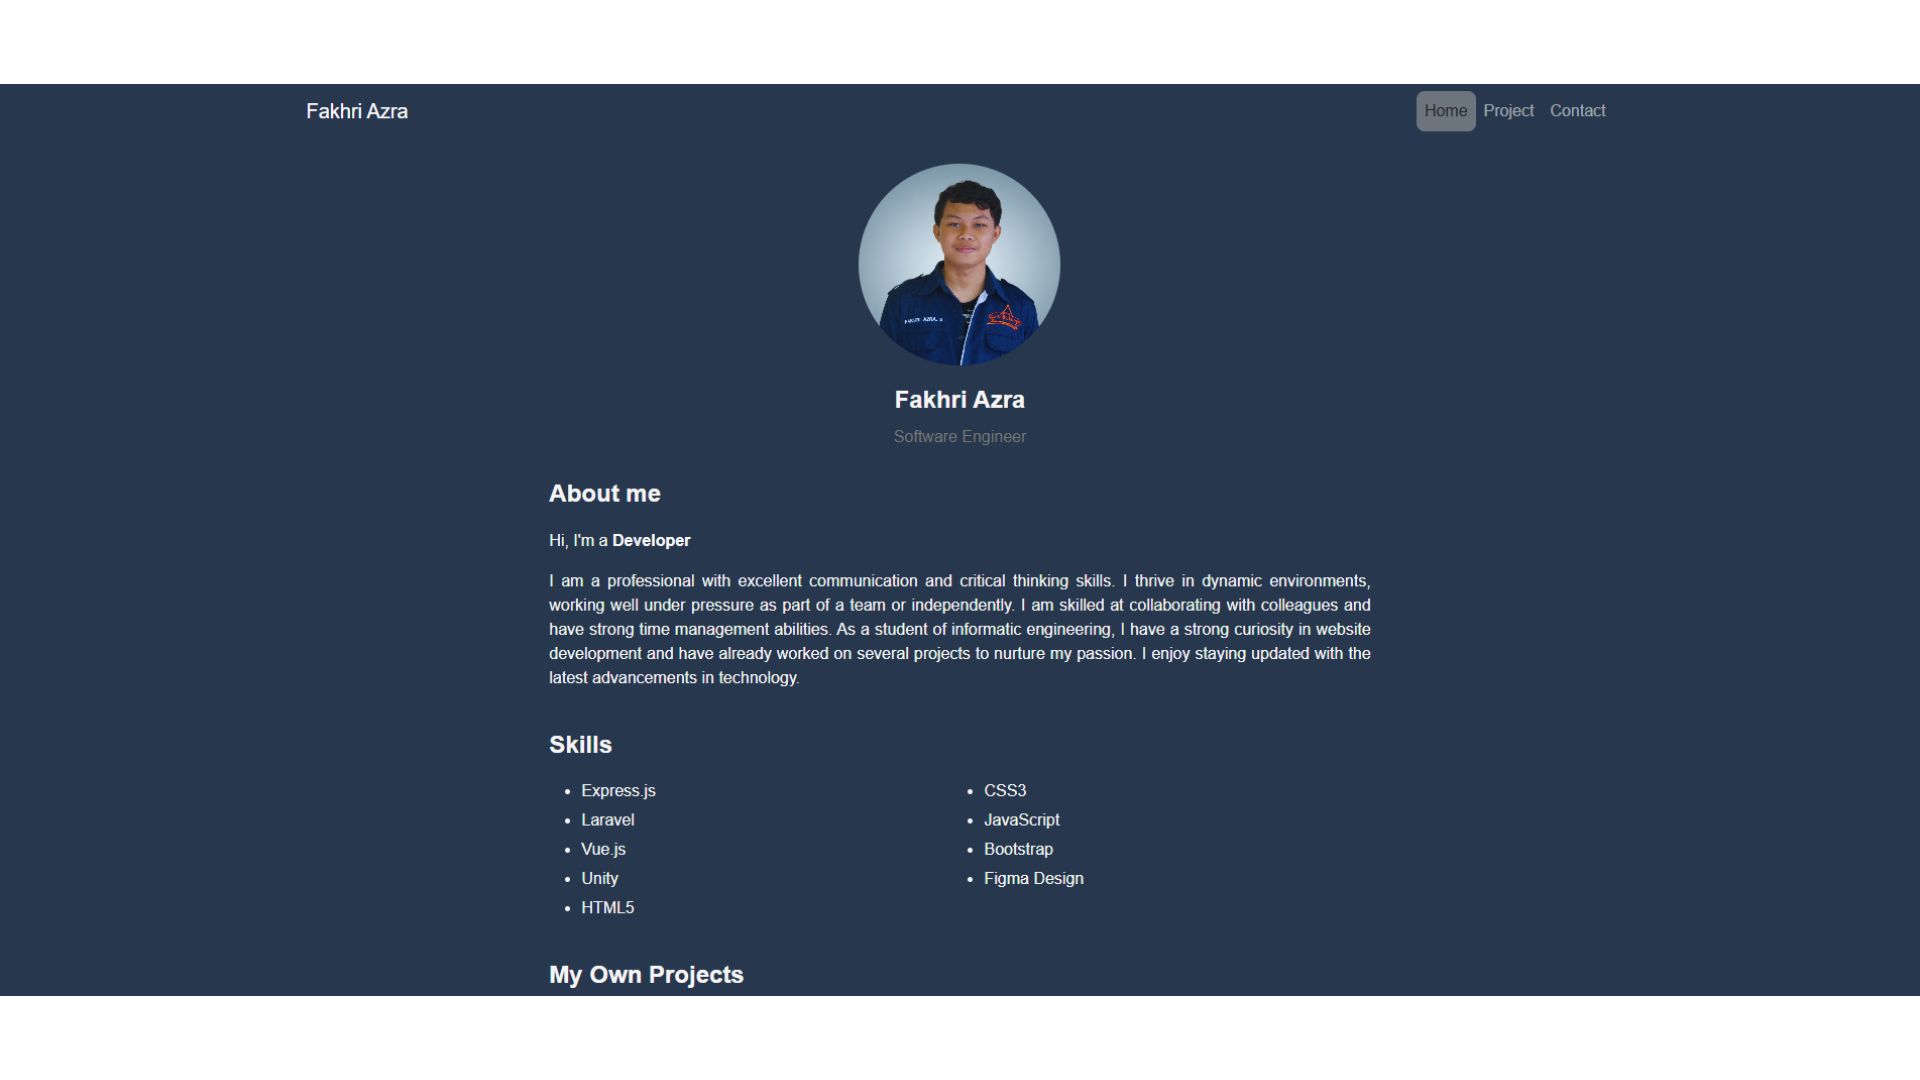 Fakhri Azra
Home Project Contact
FAKHRI AZRA. H
Fakhri Azra
Software Engineer
About me
Hi, I'm a Developer
I am a professional with excellent communication and critical thinking skills. I thrive in dynamic environments,
working well under pressure as part of a team or independently. I am skilled at collaborating with colleagues and
have strong time management abilities. As a student of informatic engineering, I have a strong curiosity in website
development and have already worked on several projects to nurture my passion. I enjoy staying updated with the
latest advancements in technology.
Skills
Express.js
Laravel
Vue.js
Unity
HTML5
CSS3
JavaScript
Bootstrap
Figma Design
My Own Projects